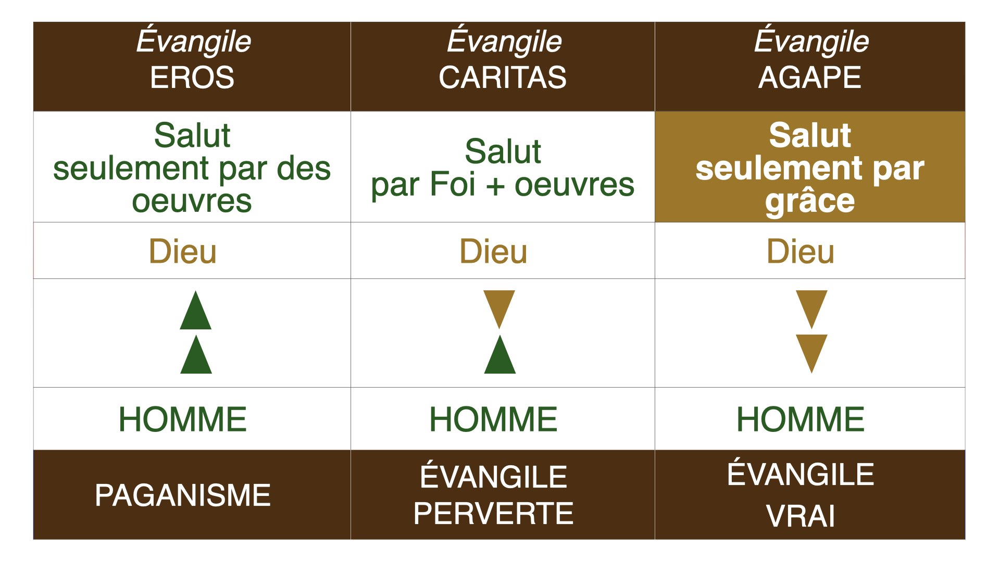 Évangile
EROS
Évangile
CARITAS
Évangile
AGAPE
Salut
seulement par des
oeuvres
Salut
par Foi + oeuvres
Salut
seulement par
grâce
Dieu
Dieu
Dieu
HOMME
HOMME
HOMME
PAGANISME
ÉVANGILE
PERVERTE
ÉVANGILE
VRAI